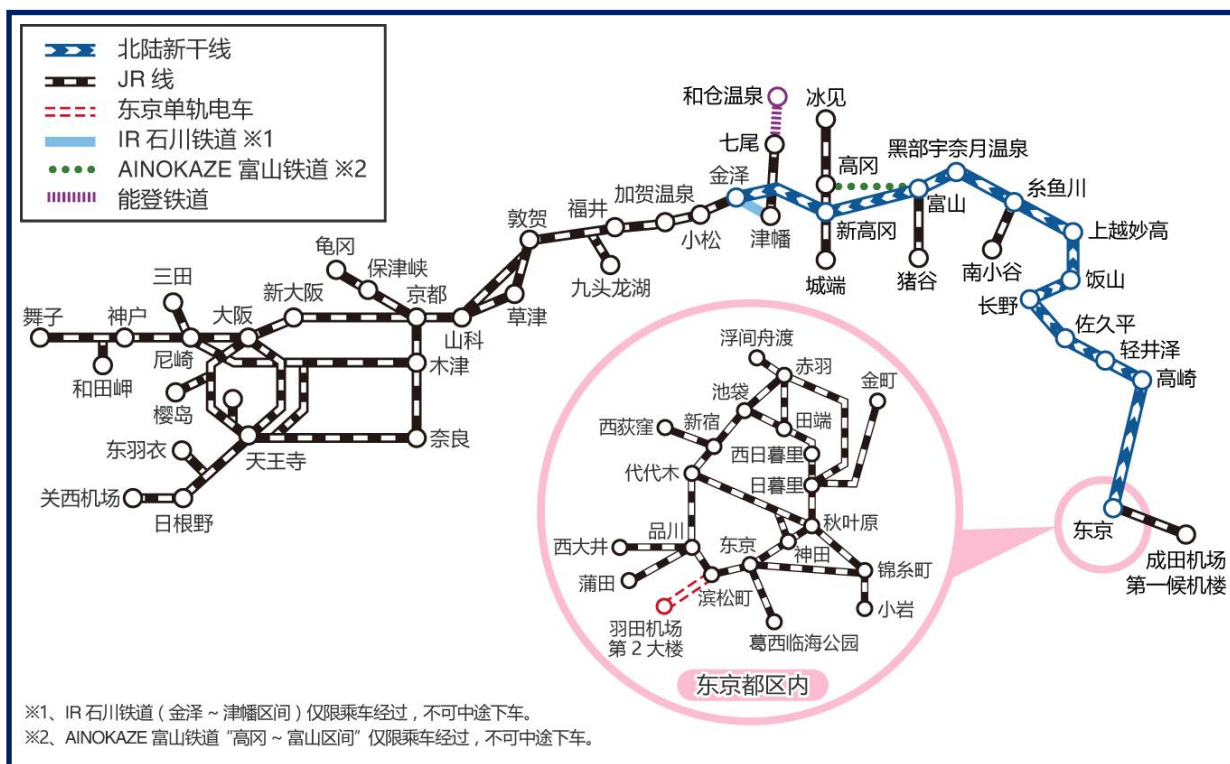 北陆新干线
JR 线
东京单轨电车
IR 石川铁道 ※1
AINOKAZE 富山铁道 ※2
能登铁道
和仓温泉
冰见
七尾
高冈
黑部宇奈月温泉
金泽
糸鱼川
加贺温泉
富山
福井
敦贺
小松
津幡
新高冈
上越妙高
龟冈
保津峡
九头龙湖
城端
猪谷
南小谷
饭山
三田
新大阪
京都
长野
舞子
神户
大阪
草津
山科
佐久平
浮间舟渡
赤羽
轻井泽
尼崎
木津
金町
高崎
和田岬
池袋
樱岛
新宿
田端
西荻窪
东羽衣
天王寺
奈良
西日暮里
代代木
日暮里
关西机场
日根野
品川
秋叶原
东京
西大井
东京
神田
成田机场
第一候机楼
蒲田
滨松町
锦糸町
小岩
羽田机场
第 2 大楼
葛西临海公园
东京都区内
※1、IR 石川铁道（金泽 ~ 津幡区间）仅限乘车经过，不可中途下车。
※2、AINOKAZE 富山铁道“高冈 ~ 富山区间”仅限乘车经过，不可中途下车。